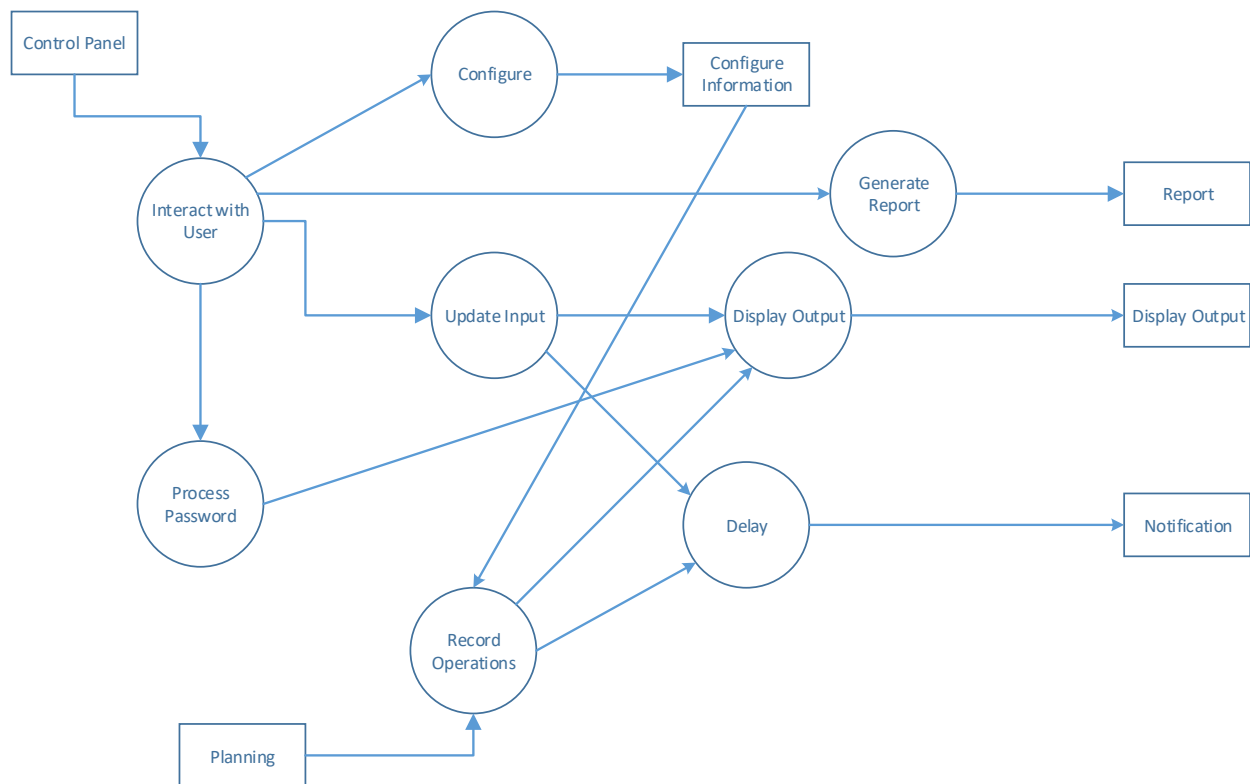 Control Panel
Configure
Configure
Information
Interact with
User
Generate
Report
Report
Update Input
Display Output
Display Output
Process
Password
Delay
Notification
Record
Operations
Planning